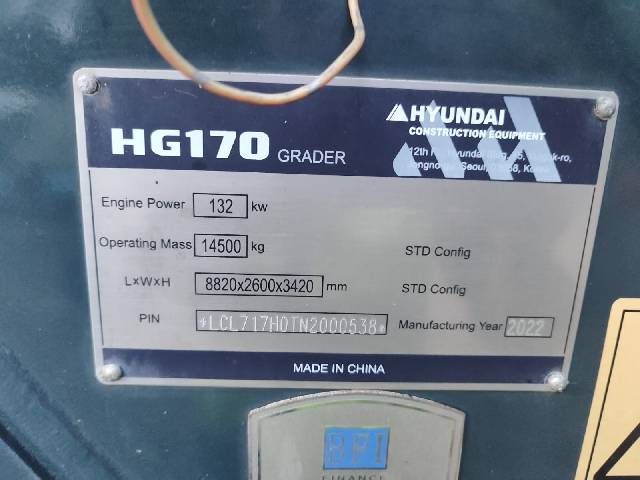 HYUNDAI
CONSTRUCTION EQUIPMENT
HG170 GRADER
Engine Power 132 kw
Operating Mass 14500 kg STD Config
LxWxH 8820x2600x3420 mm STD Config
PIN *LCL717H0TN2000538* Manufacturing Year 2022
MADE IN CHINA
FINANCE